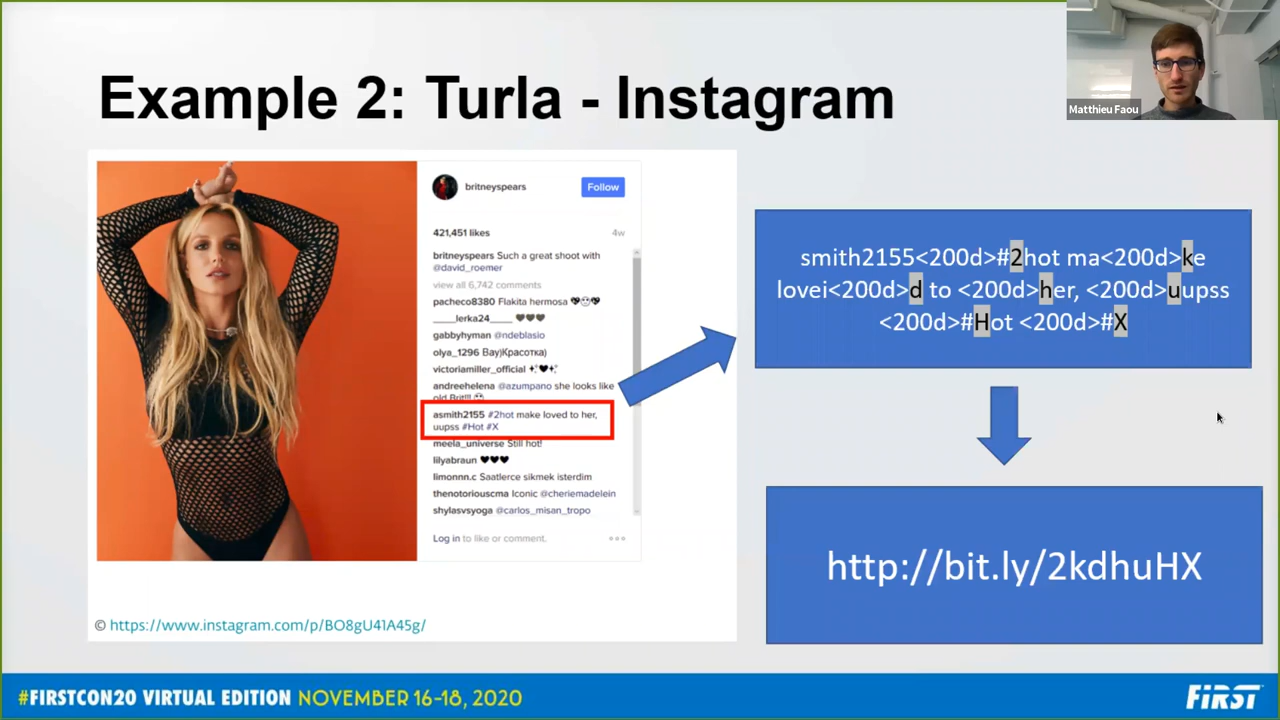 Matthieu Faou
Example 2: Turla - Instagram
britneyspears
Follow
421,451 likes
4w
britneyspears Such a great shoot with
@david_roemer
view all 6,742 comments
pacheco8380 Flakita hermosa 💖😍💖
_____lerka24_____ 🖤🖤🖤
gabbyhyman @ndeblasio
olya_1296 Вау)Красотка)
victoriamiller_official ✨🖤✨
andreehelena @azumpano she looks like
old Brit!!! 😍
asmith2155 #2hot make loved to her,
uupss #Hot #X
meela_universe Still hot!
lilyabraun 🖤🖤🖤
limonnn.c Saatlerce sikmek isterdim
thenotoriouscma Iconic @cheriemadelein
shylasvsyoga @carlos_misan_tropo
Log in to like or comment.
© https://www.instagram.com/p/BO8gU41A45g/
smith2155<200d>#2hot ma<200d>ke
lovei<200d>d to <200d>her, <200d>uupss
<200d>#Hot <200d>#X
http://bit.ly/2kdhuHX
#FIRSTCON20 VIRTUAL EDITION NOVEMBER 16-18, 2020
FiRST